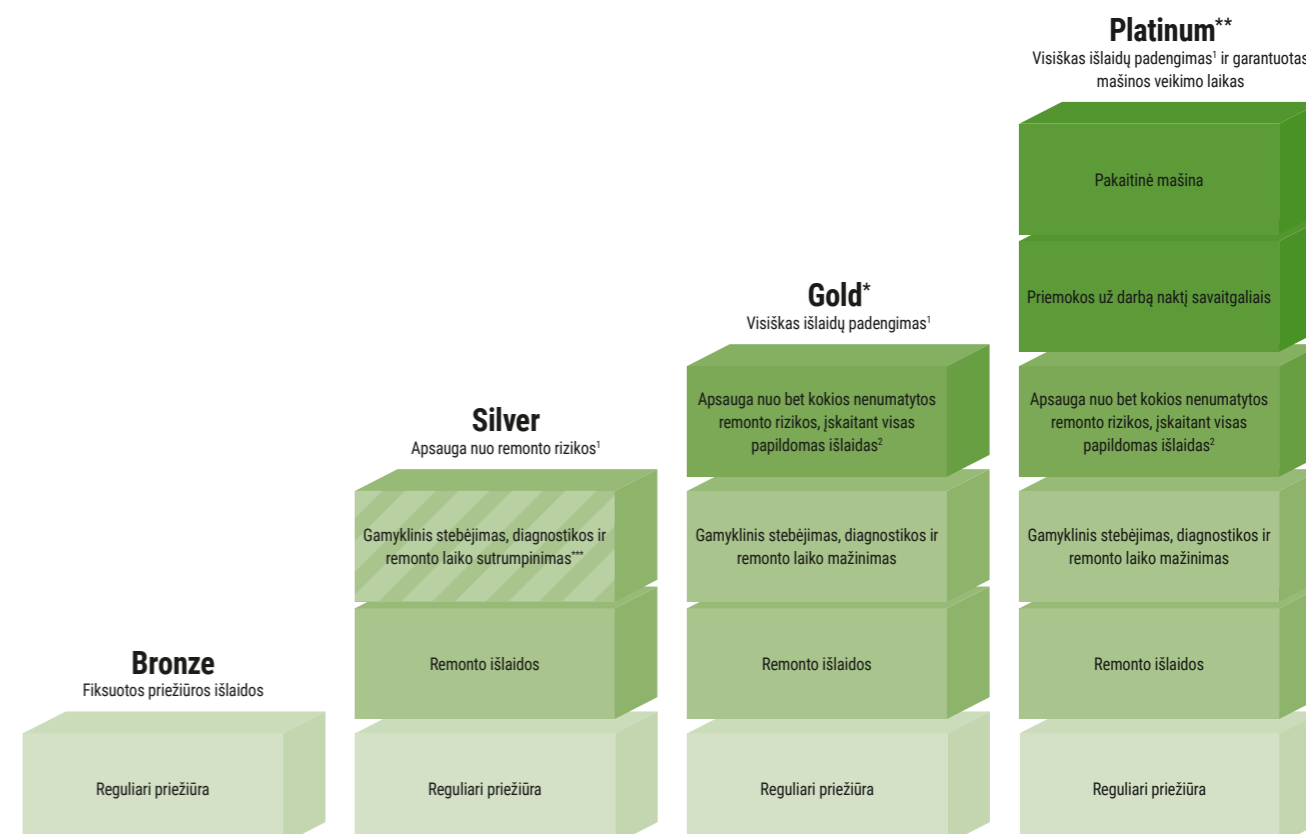 Platinum**
Visiškas išlaidų padengimas¹ ir garantuotas
mašinos veikimo laikas
Pakaitinė mašina
Priemokos už darbą naktį savaitgaliais
Apsauga nuo bet kokios nenumatytos
remonto rizikos, įskaitant visas
papildomas išlaidas²
Gamyklinis stebėjimas, diagnostikos ir
remonto laiko mažinimas
Remonto išlaidos
Reguliari priežiūra
Gold*
Visiškas išlaidų padengimas¹
Apsauga nuo bet kokios nenumatytos
remonto rizikos, įskaitant visas
papildomas išlaidas²
Gamyklinis stebėjimas, diagnostikos ir
remonto laiko mažinimas
Remonto išlaidos
Reguliari priežiūra
Silver
Apsauga nuo remonto rizikos¹
Gamyklinis stebėjimas, diagnostikos ir
remonto laiko sutrumpinimas***
Remonto išlaidos
Reguliari priežiūra
Bronze
Fiksuotos priežiūros išlaidos
Reguliari priežiūra